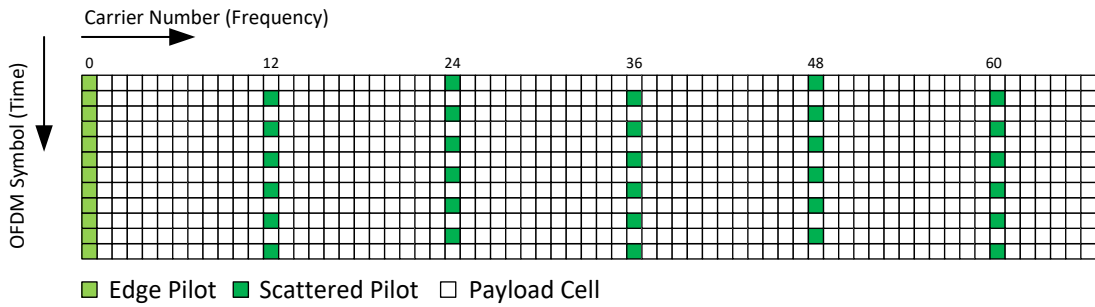 Carrier Number (Frequency)
OFDM Symbol (Time)
0 12 24 36 48 60
Edge Pilot Scattered Pilot Payload Cell